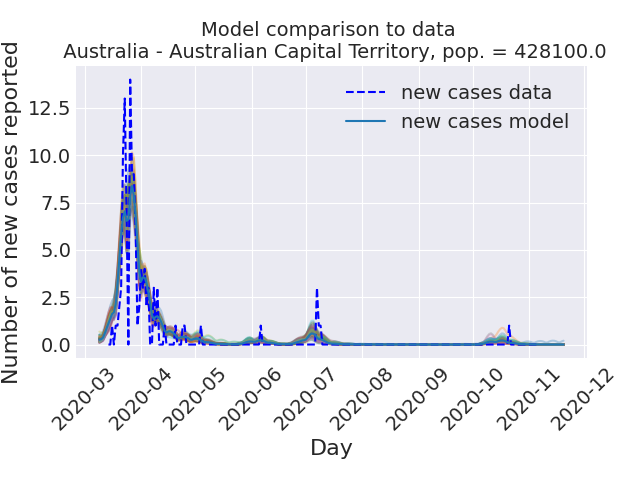 Model comparison to data
Australia - Australian Capital Territory, pop. = 428100.0
Number of new cases reported
12.5
10.0
7.5
5.0
2.5
0.0
new cases data
new cases model
2020-03
2020-04
2020-05
2020-06
2020-07
2020-08
2020-09
2020-10
2020-11
2020-12
Day